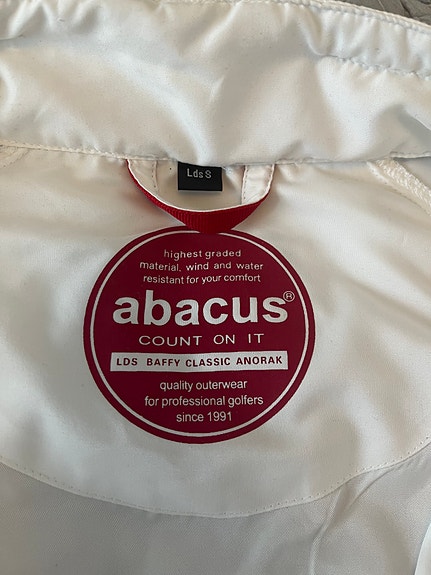 Lds S
highest graded
material, wind and water
resistant for your comfort
abacus®
COUNT ON IT
LDS BAFFY CLASSIC ANORAK
quality outerwear
for professional golfers
since 1991